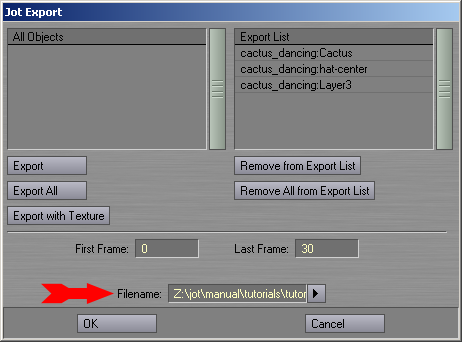 Jot Export
All Objects
Export List
cactus_dancing:Cactus
cactus_dancing:hat-center
cactus_dancing:Layer3
Export
Remove from Export List
Export All
Remove All from Export List
Export with Texture
First Frame: 0
Last Frame: 30
Filename: Z:\jot\manual\tutorials\tutor
OK
Cancel